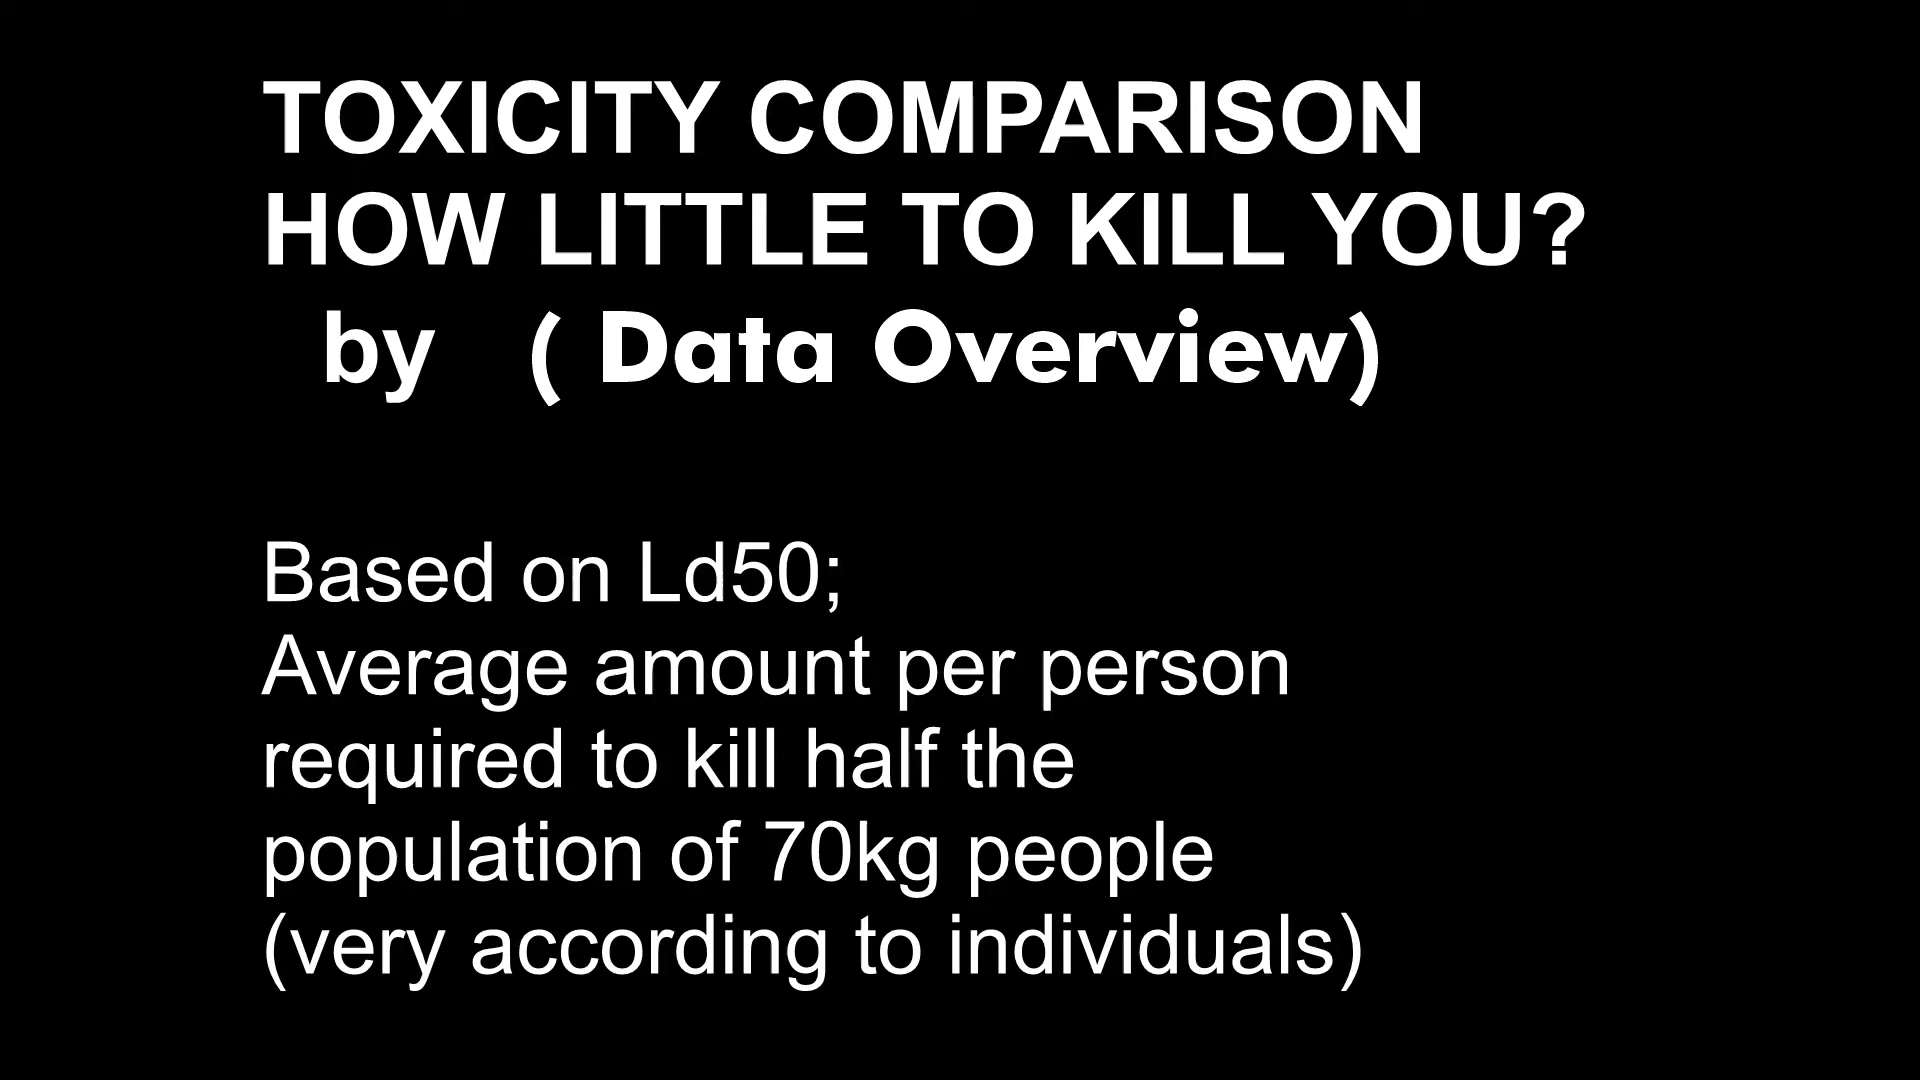 TOXICITY COMPARISON
HOW LITTLE TO KILL YOU?
by ( Data Overview)
Based on Ld50;
Average amount per person
required to kill half the
population of 70kg people
(very according to individuals)